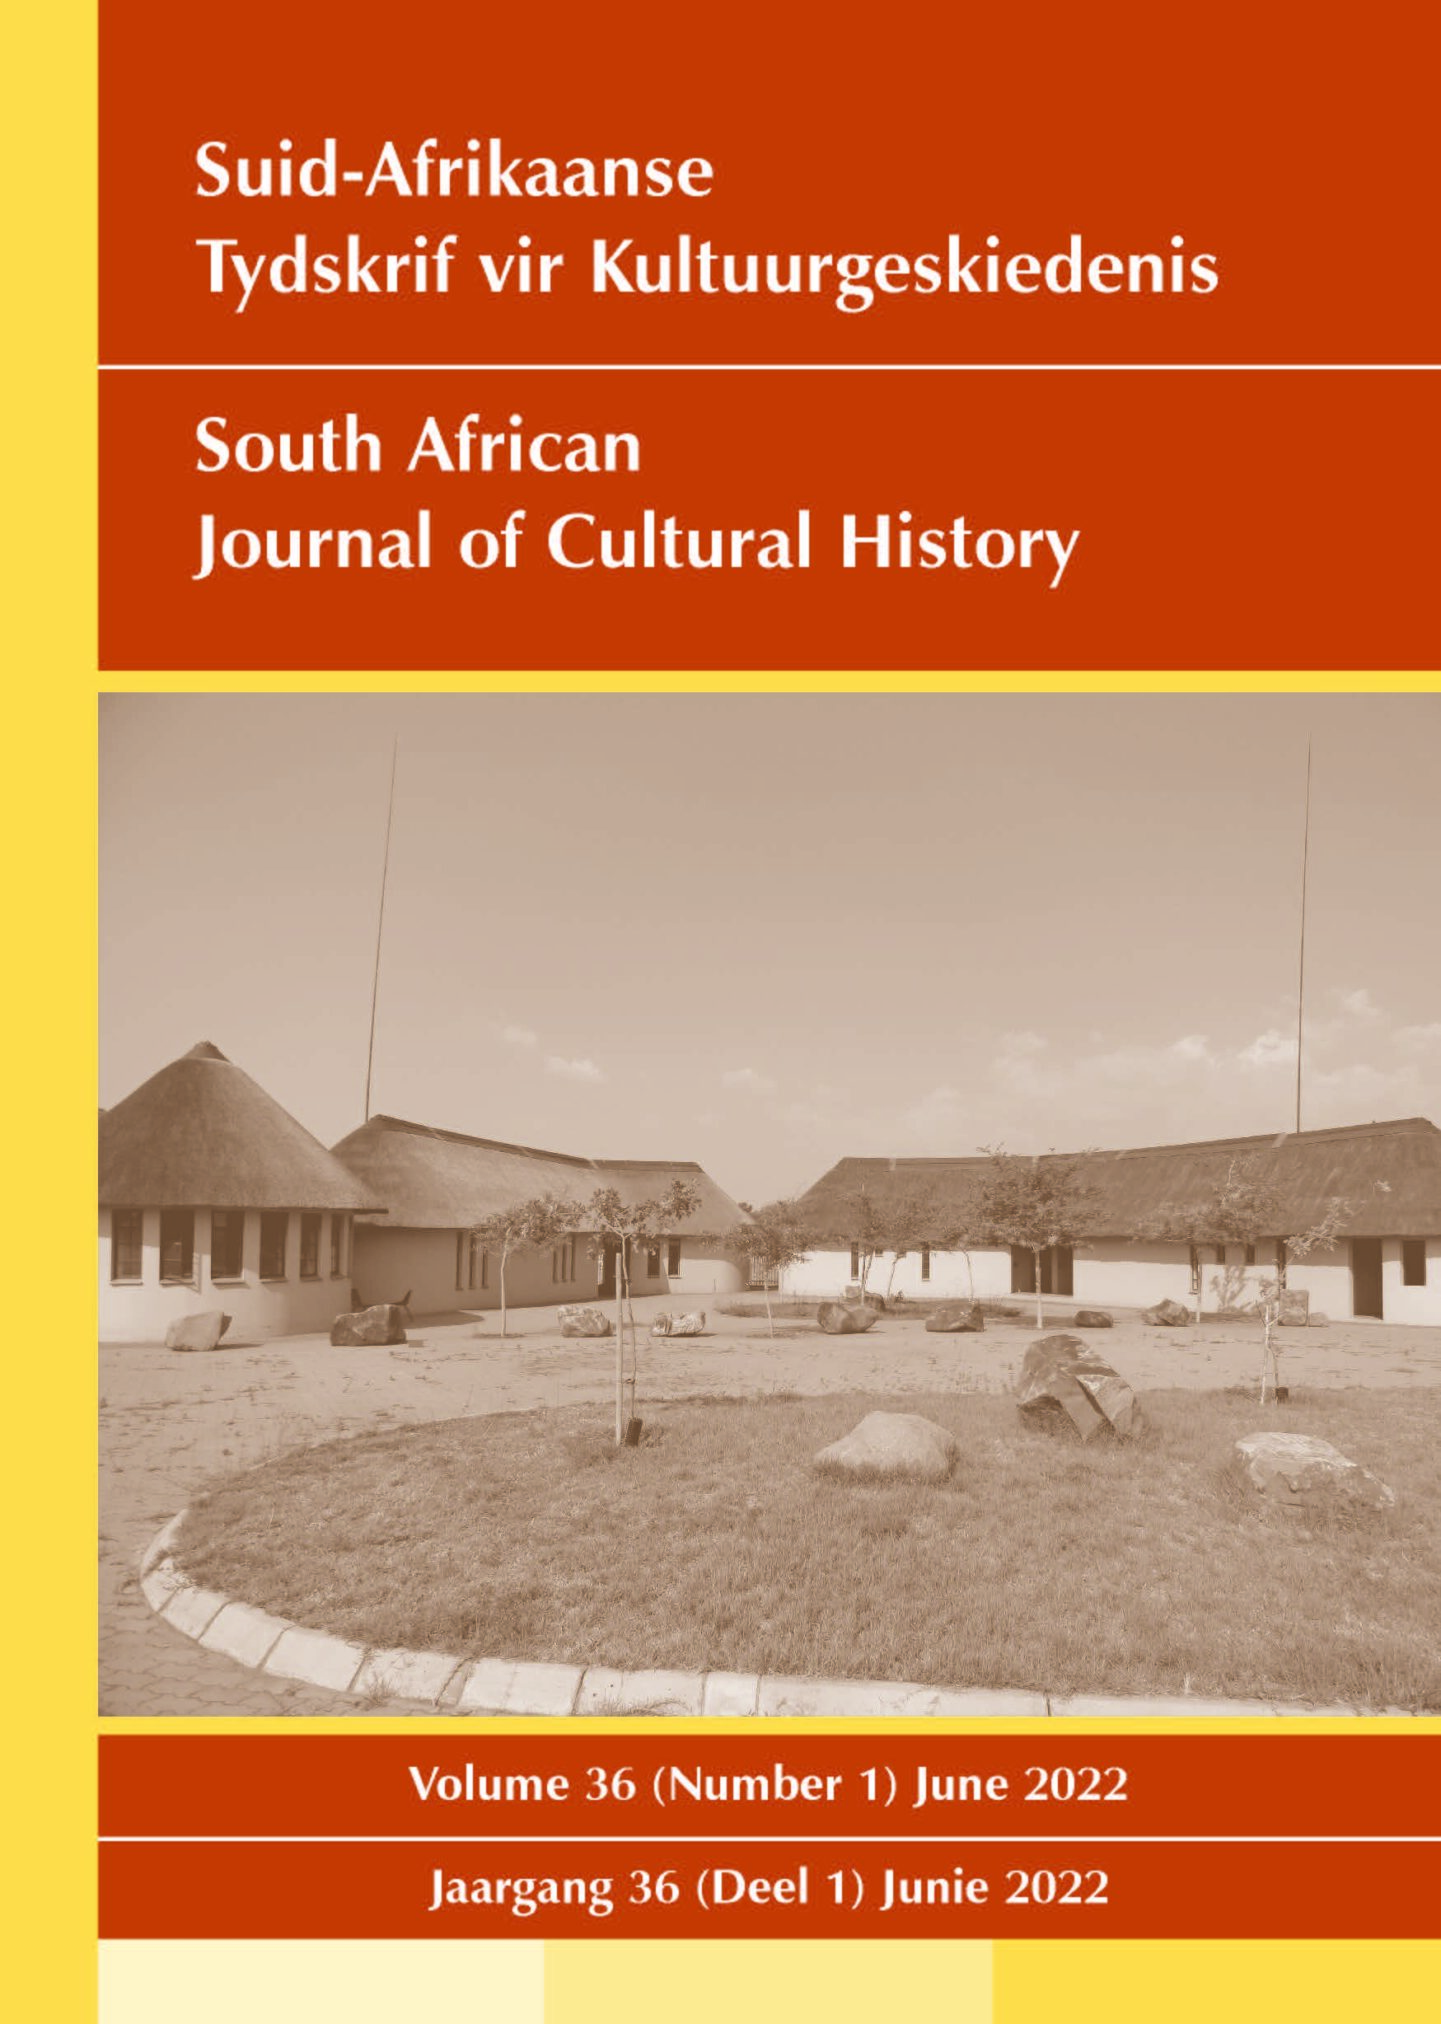 Suid-Afrikaanse
Tydskrif vir Kultuurgeskiedenis
South African
Journal of Cultural History
Volume 36 (Number 1) June 2022
Jaargang 36 (Deel 1) Junie 2022